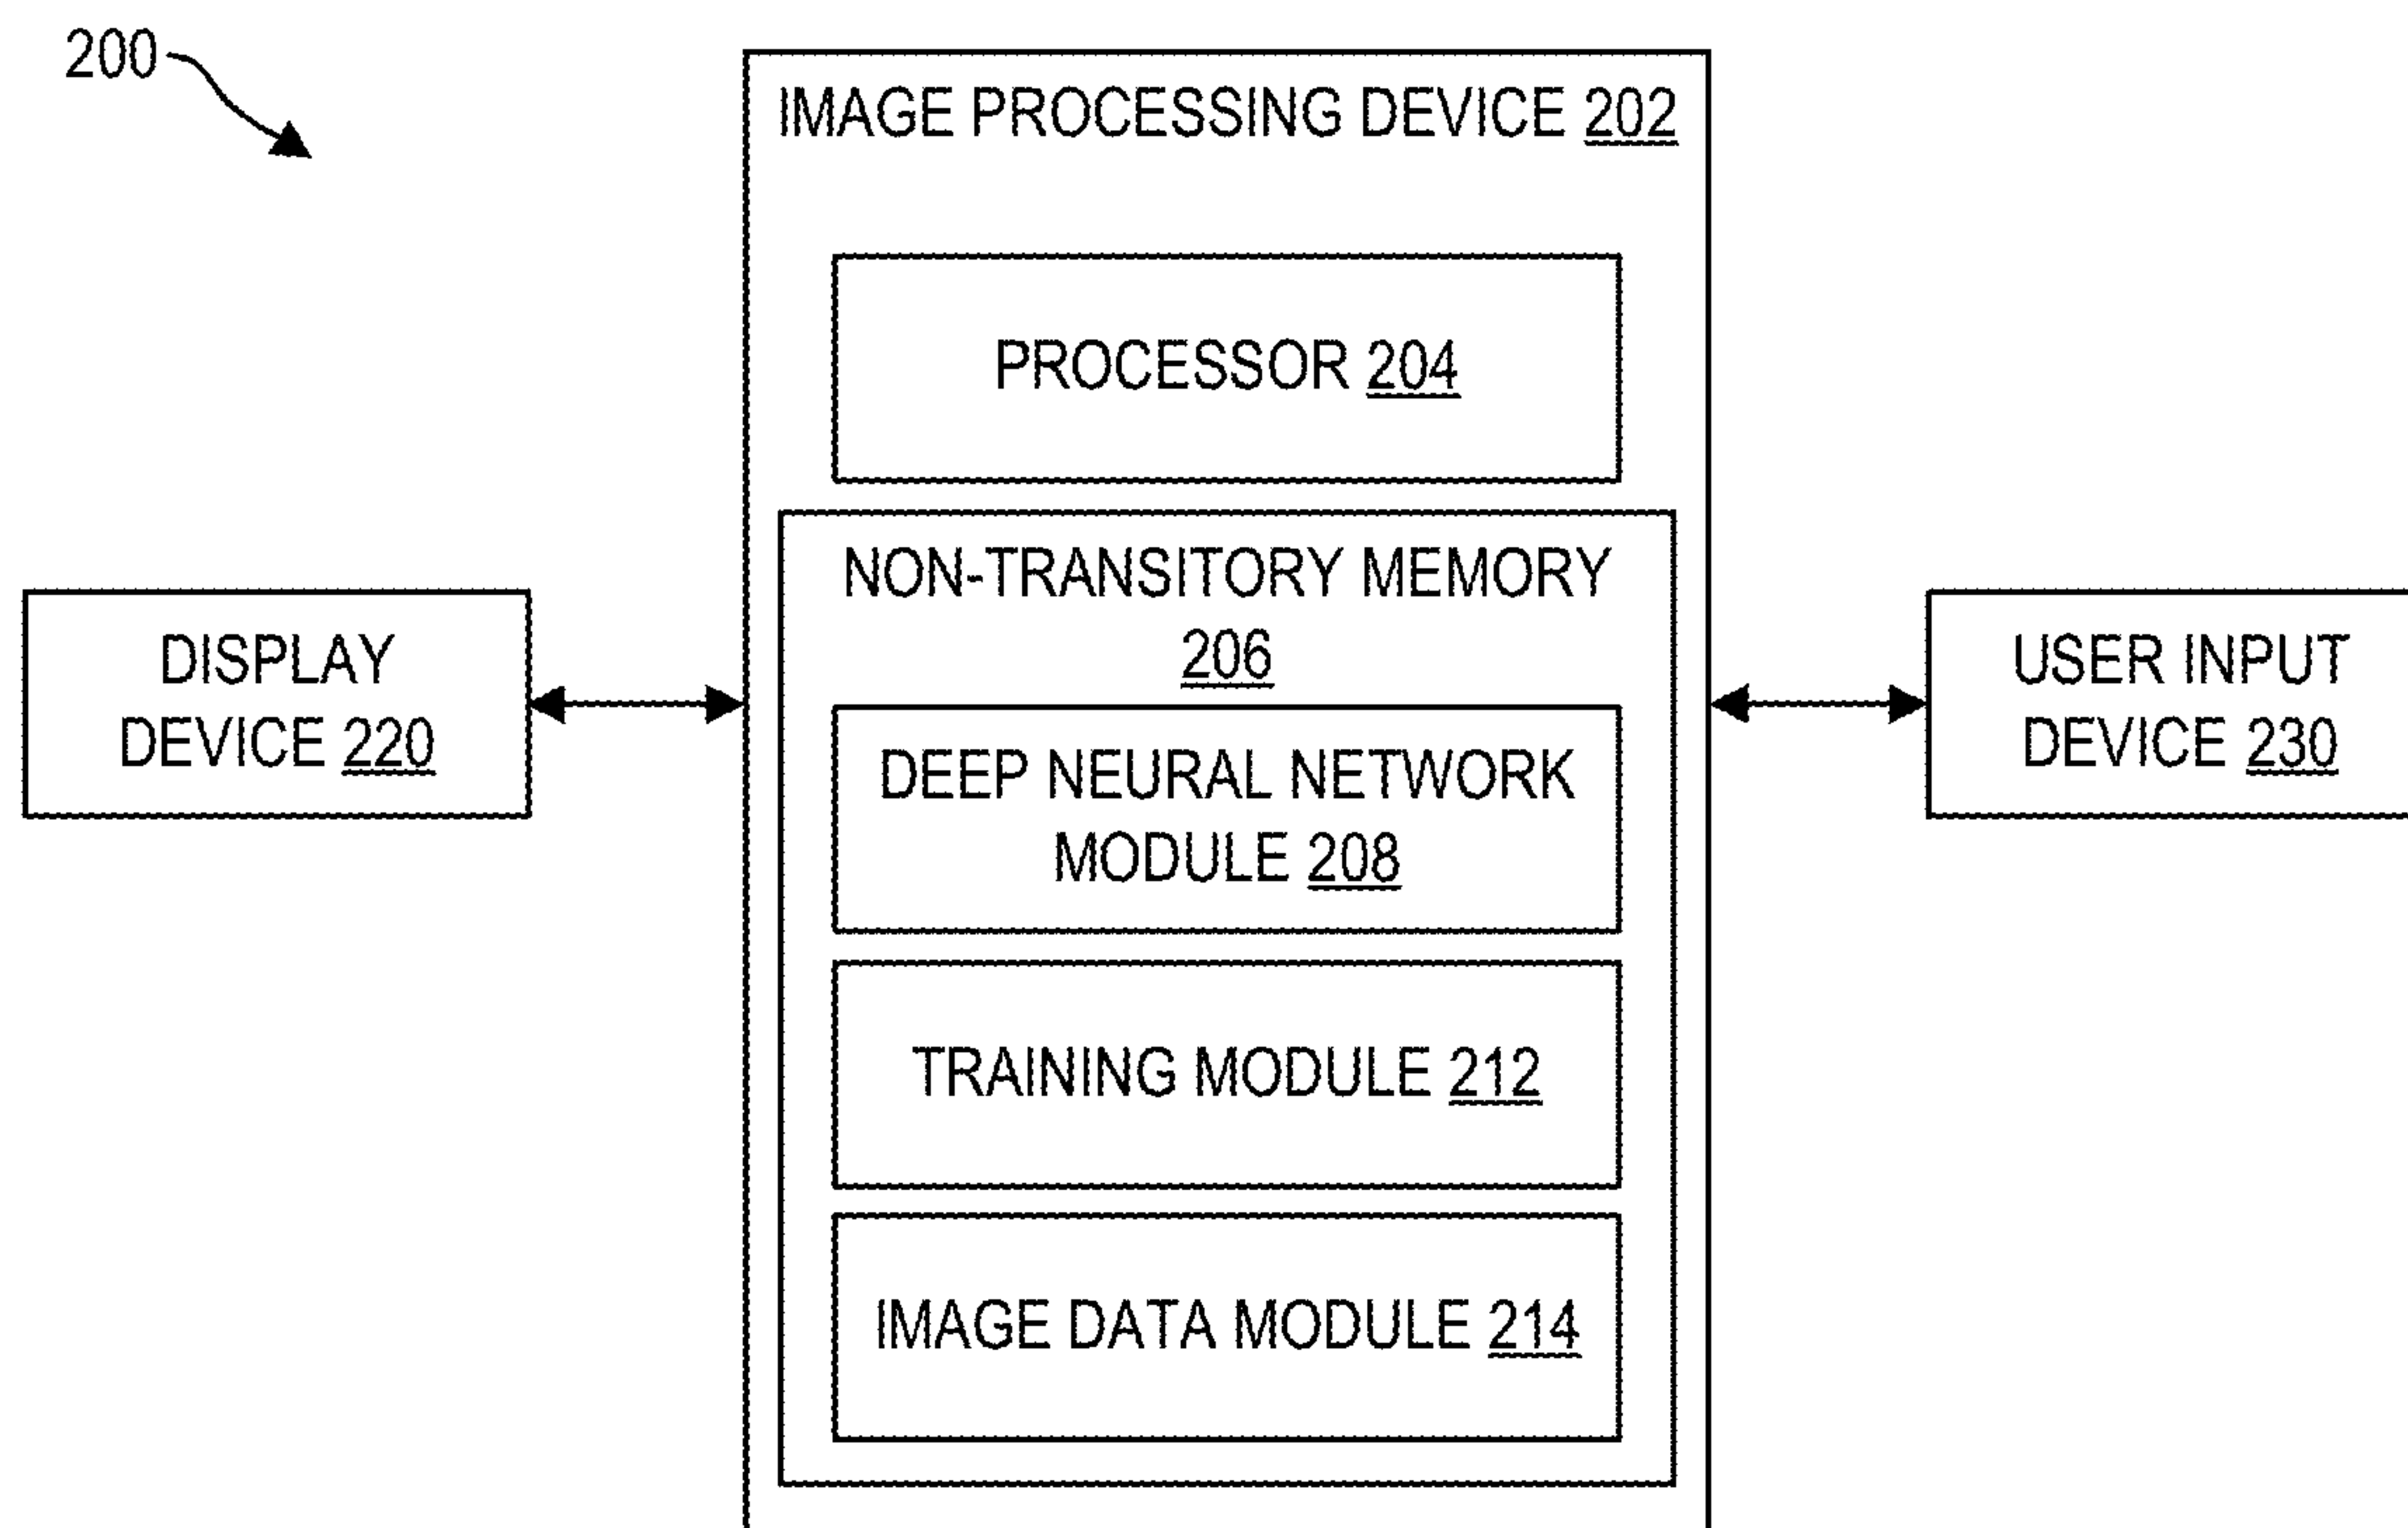 200
IMAGE PROCESSING DEVICE 202
PROCESSOR 204
NON-TRANSITORY MEMORY
206
DISPLAY
DEVICE 220
DEEP NEURAL NETWORK
MODULE 208
USER INPUT
DEVICE 230
TRAINING MODULE 212
IMAGE DATA MODULE 214